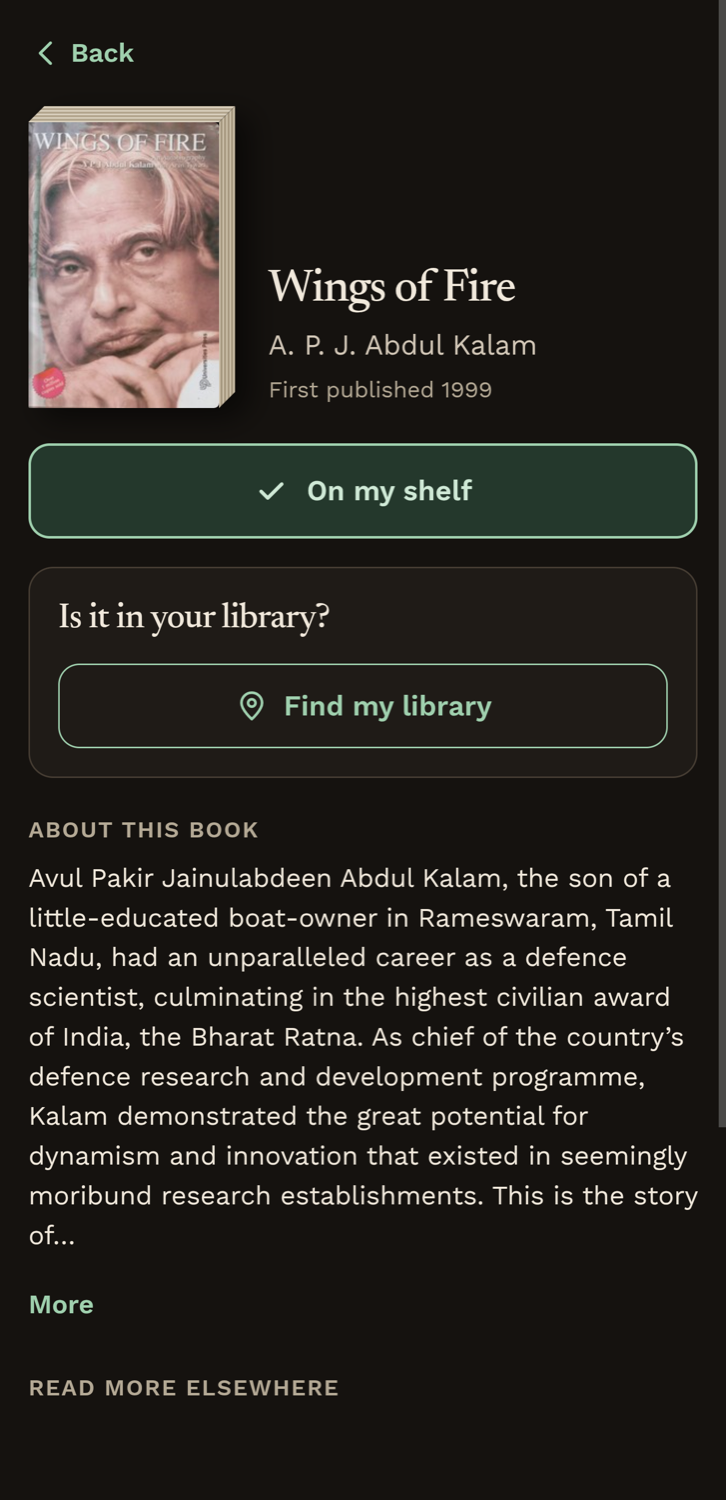 Back
WINGS OF FIRE
A P J Abdul Kalam
Wings of Fire
A. P. J. Abdul Kalam
First published 1999
On my shelf
Is it in your library?
Find my library
ABOUT THIS BOOK
Avul Pakir Jainulabdeen Abdul Kalam, the son of a
little-educated boat-owner in Rameswaram, Tamil
Nadu, had an unparalleled career as a defence
scientist, culminating in the highest civilian award
of India, the Bharat Ratna. As chief of the country’s
defence research and development programme,
Kalam demonstrated the great potential for
dynamism and innovation that existed in seemingly
moribund research establishments. This is the story
of…
More
READ MORE ELSEWHERE